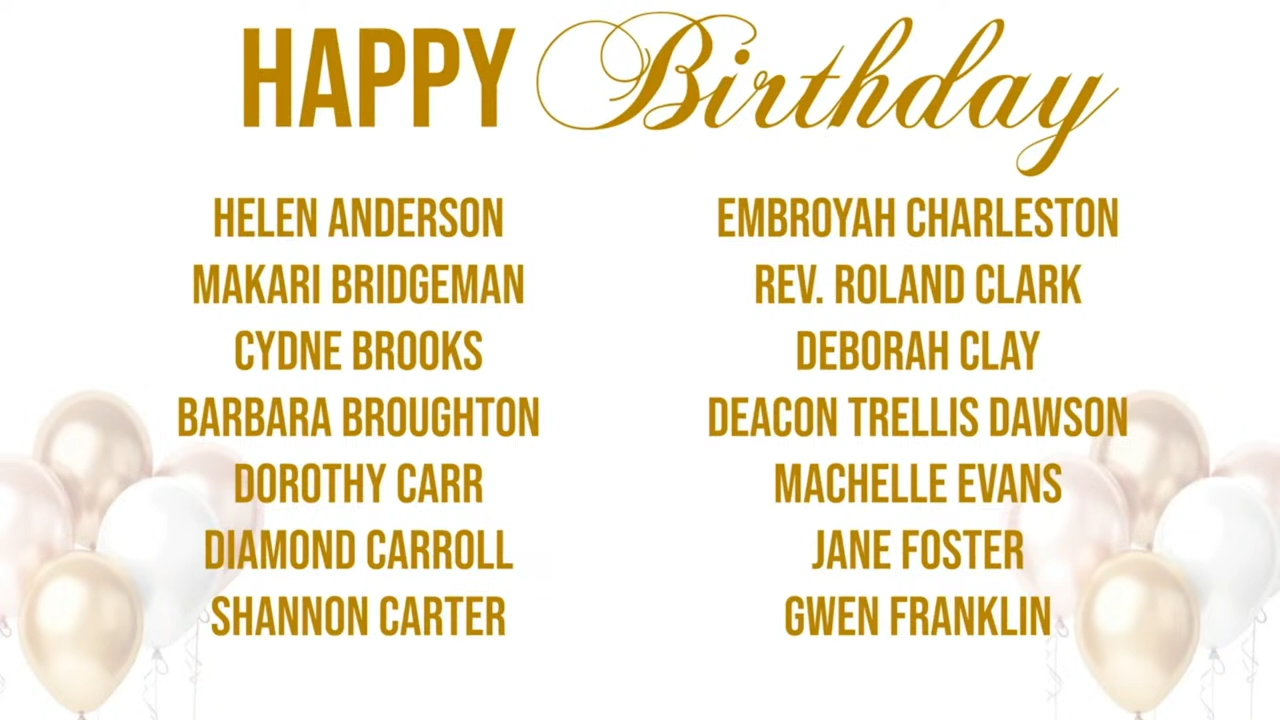 HAPPY Birthday
HELEN ANDERSON
MAKARI BRIDGEMAN
CYDNE BROOKS
BARBARA BROUGHTON
DOROTHY CARR
DIAMOND CARROLL
SHANNON CARTER
EMBROYAH CHARLESTON
REV. ROLAND CLARK
DEBORAH CLAY
DEACON TRELLIS DAWSON
MACHELLE EVANS
JANE FOSTER
GWEN FRANKLIN